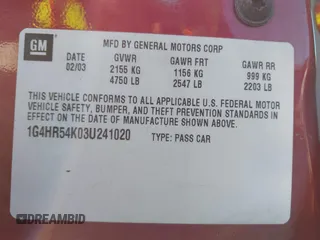 GM
MFD BY GENERAL MOTORS CORP
DATE GVWR GAWR FRT GAWR RR
02/03 2155 KG 1156 KG 999 KG
4750 LB 2547 LB 2203 LB
THIS VEHICLE CONFORMS TO ALL APPLICABLE U.S. FEDERAL MOTOR
VEHICLE SAFETY, BUMPER, AND THEFT PREVENTION STANDARDS
IN EFFECT ON THE DATE OF MANUFACTURE SHOWN ABOVE.
1G4HR54K03U241020 TYPE: PASS CAR
DREAMBID